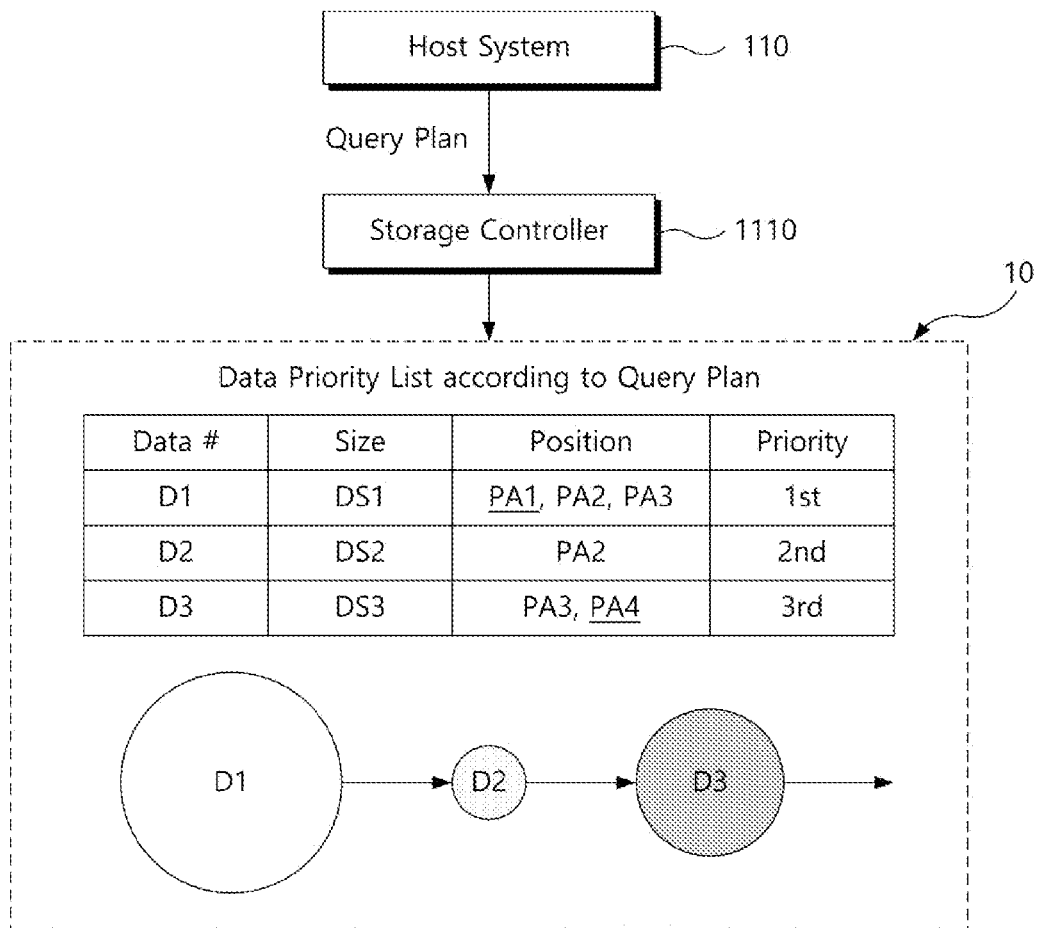 Host System 110
Query Plan
Storage Controller 1110
10
Data Priority List according to Query Plan
Data # Size Position Priority
D1 DS1 PA1, PA2, PA3 1st
D2 DS2 PA2 2nd
D3 DS3 PA3, PA4 3rd
D1 D2 D3